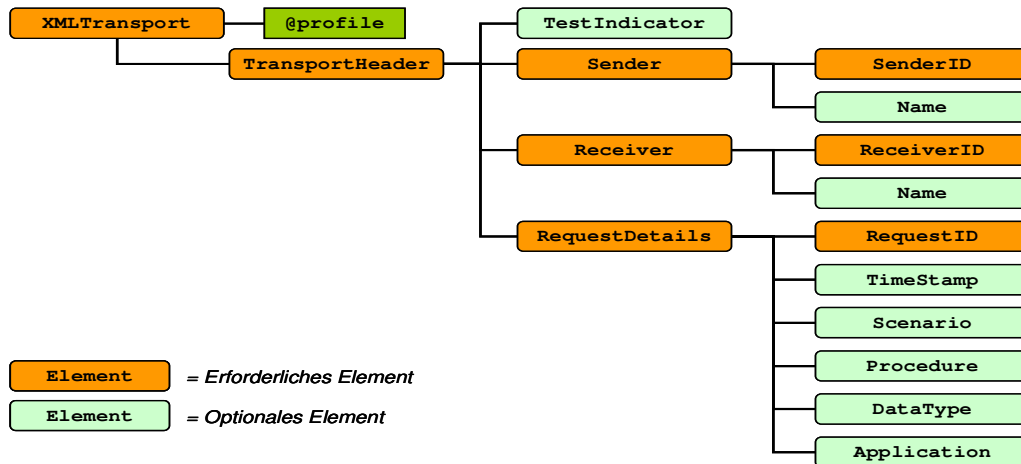 XMLTransport
@profile
TestIndicator
TransportHeader
Sender
SenderID
Name
Receiver
ReceiverID
Name
RequestDetails
RequestID
TimeStamp
Scenario
Element = Erforderliches Element
Procedure
Element = Optionales Element
DataType
Application